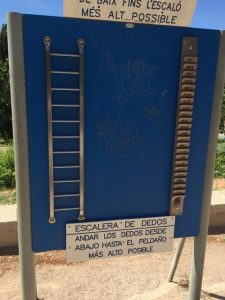 DE BAIX FINS L'ESCALÓ
MÉS ALT POSSIBLE
ESCALERA DE DEDOS
ANDAR LOS DEDOS DESDE
ABAJO HASTA EL PELDAÑO
MÁS ALTO POSIBLE